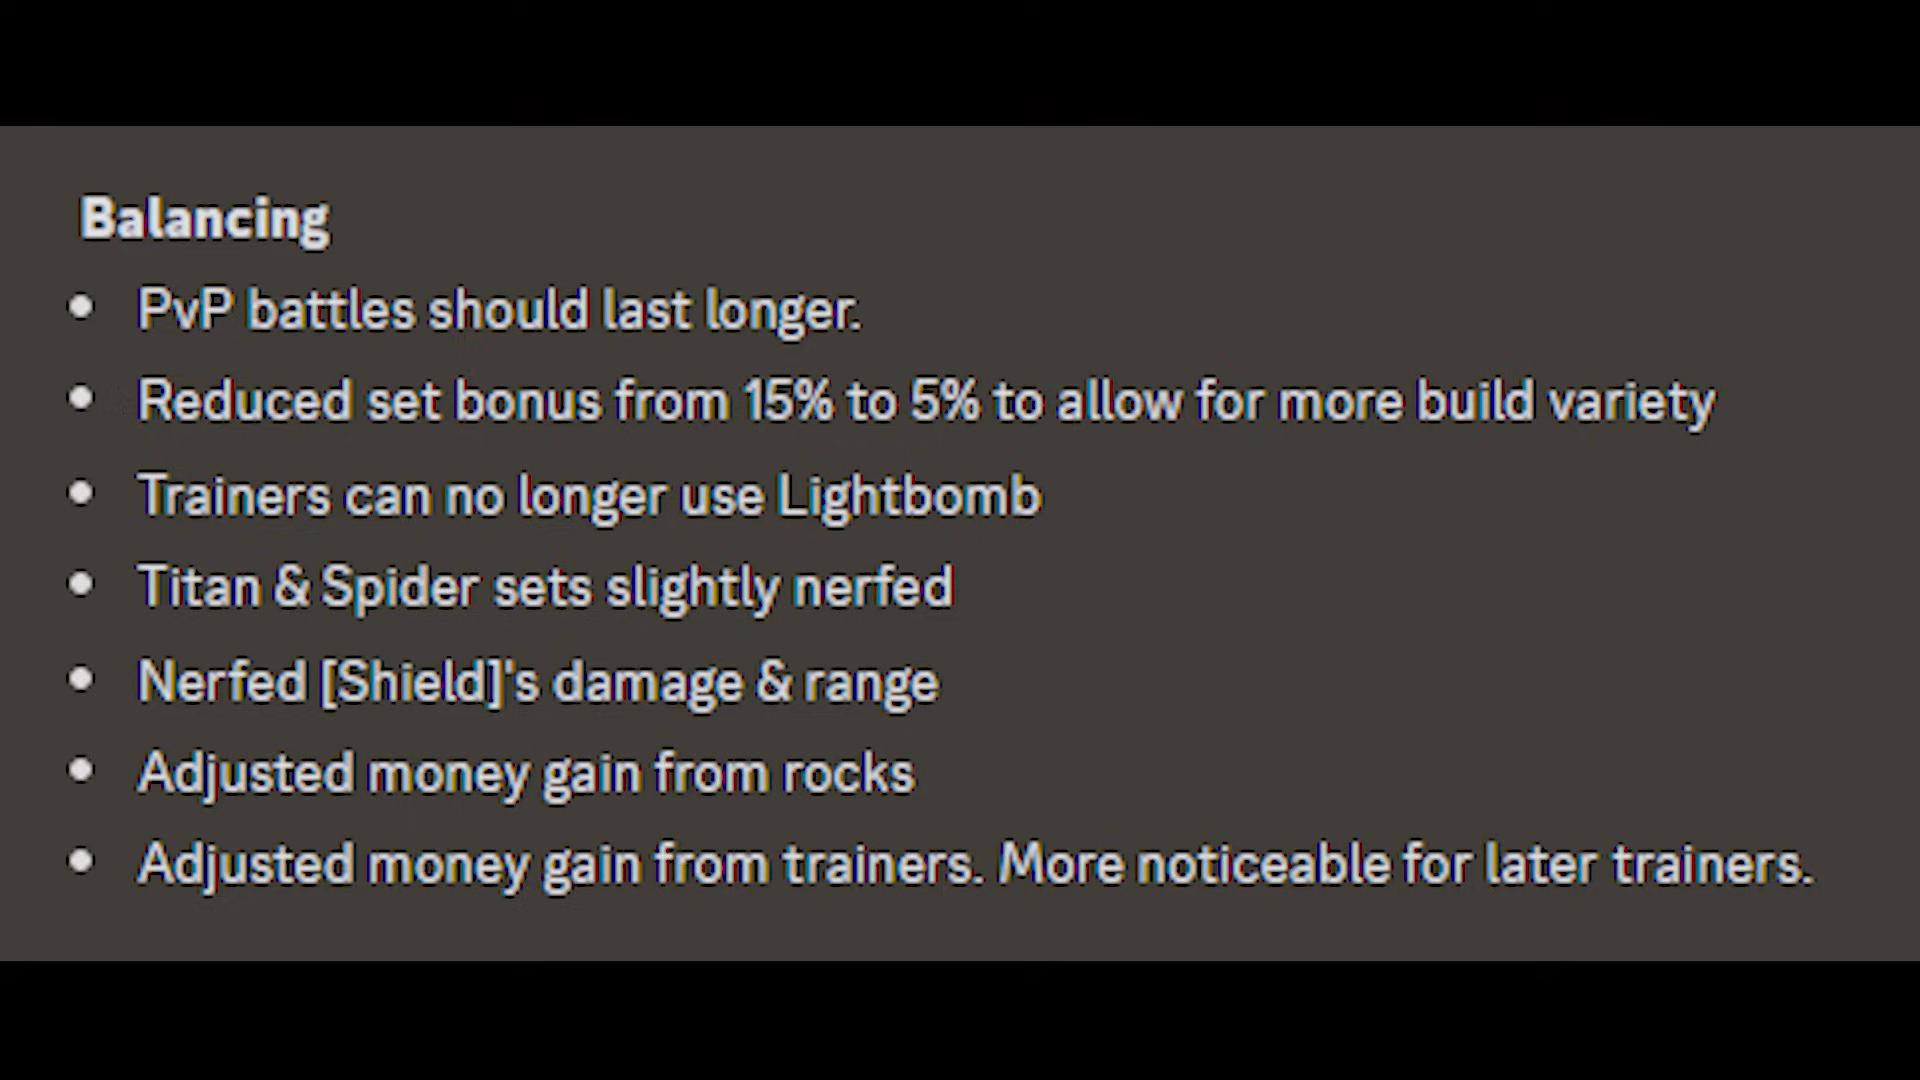 Balancing
• PvP battles should last longer.
• Reduced set bonus from 15% to 5% to allow for more build variety
• Trainers can no longer use Lightbomb
• Titan & Spider sets slightly nerfed
• Nerfed [Shield]'s damage & range
• Adjusted money gain from rocks
• Adjusted money gain from trainers. More noticeable for later trainers.